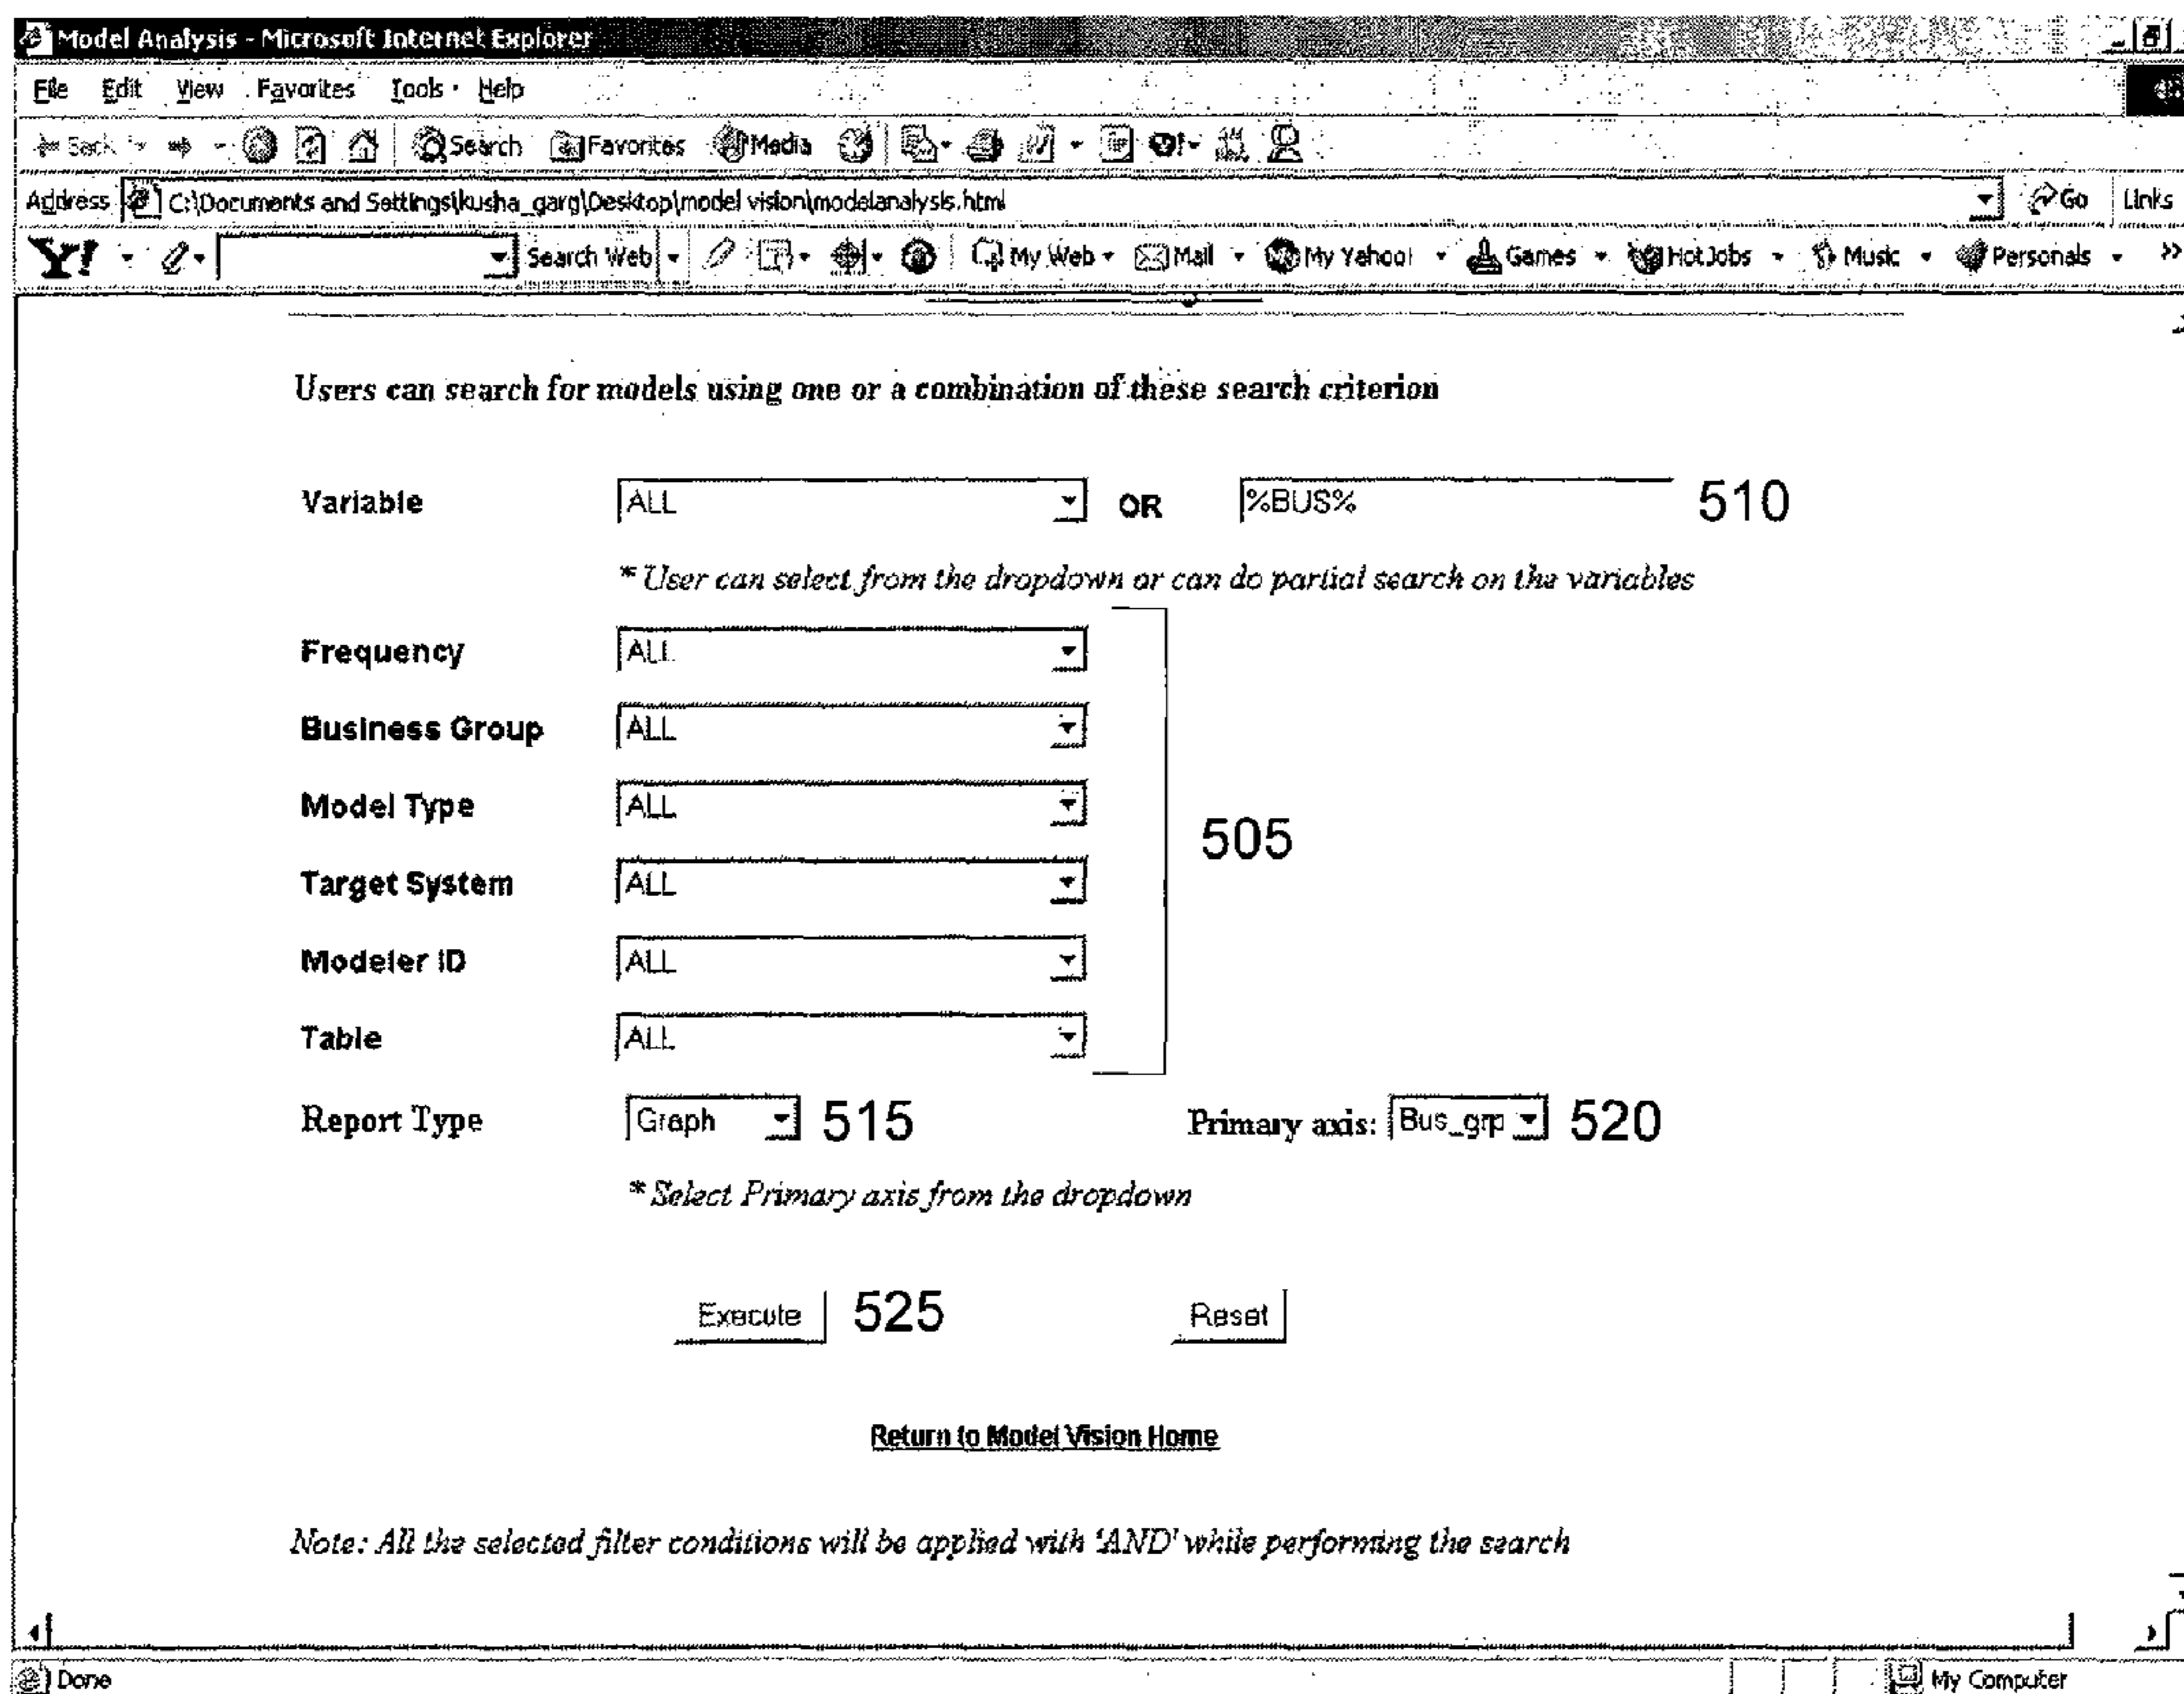 Model Analysis - Microsoft Internet Explorer
File Edit View Favorites Tools Help
Back Search Favorites Media
Address C:\Documents and Settings\kusha_garg\Desktop\model vision\modelanalysis.html Go Links
Y! Search Web My Web Mail My Yahoo! Games HotJobs Music Personals »
Users can search for models using one or a combination of these search criterion
Variable ALL OR %BUS% 510
* User can select from the dropdown or can do partial search on the variables
Frequency ALL
Business Group ALL
Model Type ALL
505
Target System ALL
Modeler ID ALL
Table ALL
Report Type Graph 515 Primary axis: Bus_grp 520
* Select Primary axis from the dropdown
Execute 525 Reset
Return to Model Vision Home
Note: All the selected filter conditions will be applied with 'AND' while performing the search
Done My Computer